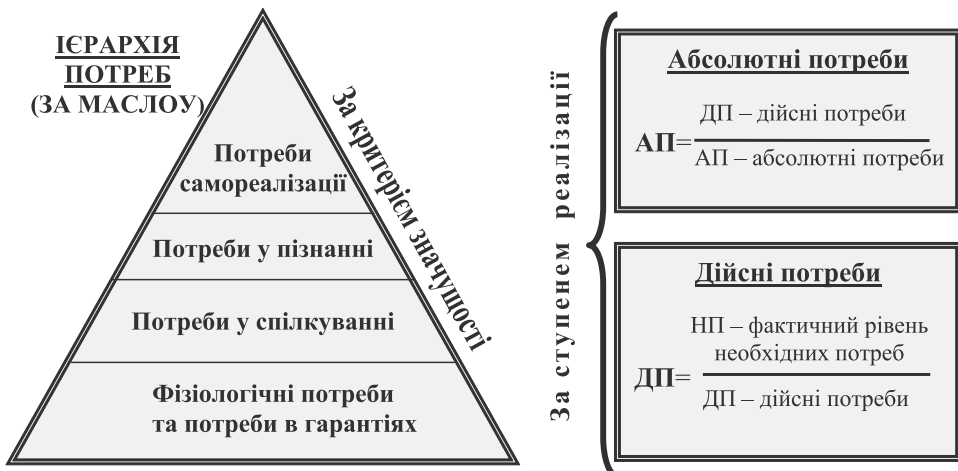 ІЄРАРХІЯ
ПОТРЕБ
(ЗА МАСЛОУ)
Потреби
самореалізації
Потреби у пізнанні
Потреби у спілкуванні
Фізіологічні потреби
та потреби в гарантіях
За критерієм значущості
За ступенем реалізації
Абсолютні потреби
ДП – дійсні потреби
АП=
АП – абсолютні потреби
Дійсні потреби
НП – фактичний рівень
необхідних потреб
ДП=
ДП – дійсні потреби